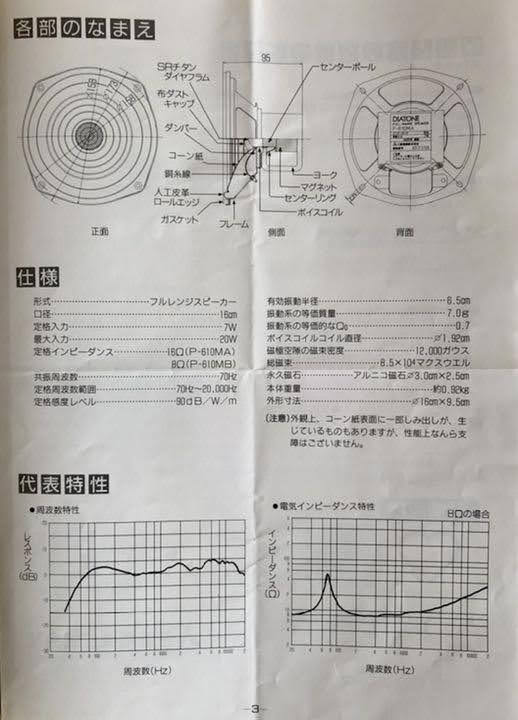 各部のなまえ
95
SRチタン
ダイヤフラム
布ダスト
キャップ
ダンパー
コーン紙
錦糸線
人工皮革
ロールエッジ
ガスケット
フレーム
センターポール
ヨーク
マグネット
センターリング
ボイスコイル
DIATONE
P-610MA
正面
側面
背面
仕様
形式 フルレンジスピーカー
口径 16cm
定格入力 7W
最大入力 20W
定格インピーダンス 16Ω(P-610MA)
8Ω(P-610MB)
共振周波数 70Hz
定格周波数範囲 70Hz~20,000Hz
定格感度レベル 90dB/W/m
有効振動半径 6.5cm
振動系の等価質量 7.0g
振動系の等価的なQ₀ 0.7
ボイスコイルコイル直径 ∅1.92cm
磁極空隙の磁束密度 12,000ガウス
総磁束 8.5×10⁴マクスウエル
永久磁石 アルニコ磁石∅3.0cm×2.5cm
本体重量 約0.92kg
外形寸法 ∅16cm×9.5cm
(注意)外観上、コーン紙表面に一部しみ出しが、生
じているものもありますが、性能上なんら支
障はございません。
代表特性
●周波数特性
レスポンス(dB)
周波数(Hz)
●電気インピーダンス特性
8Ωの場合
インピーダンス(Ω)
周波数(Hz)
—3—